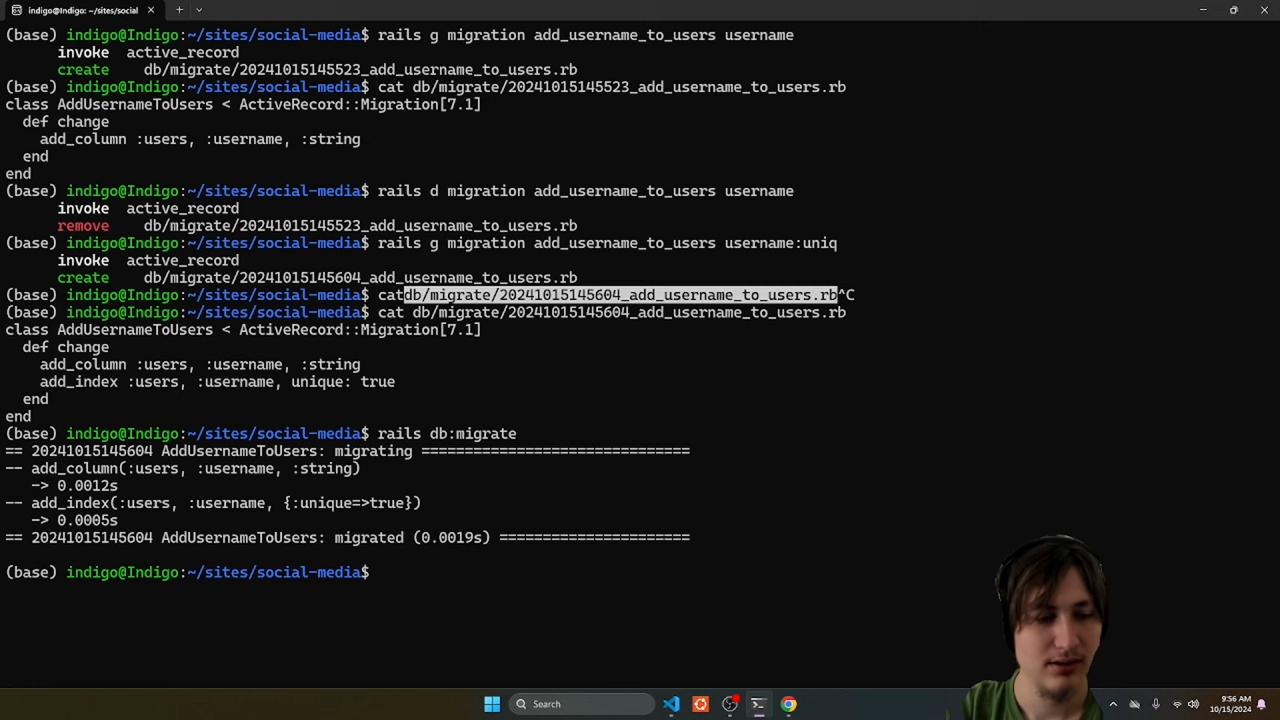 indigo@Indigo: ~/sites/social
(base) indigo@Indigo:~/sites/social-media$ rails g migration add_username_to_users username
invoke active_record
create db/migrate/20241015145523_add_username_to_users.rb
(base) indigo@Indigo:~/sites/social-media$ cat db/migrate/20241015145523_add_username_to_users.rb
class AddUsernameToUsers < ActiveRecord::Migration[7.1]
def change
add_column :users, :username, :string
end
end
(base) indigo@Indigo:~/sites/social-media$ rails d migration add_username_to_users username
invoke active_record
remove db/migrate/20241015145523_add_username_to_users.rb
(base) indigo@Indigo:~/sites/social-media$ rails g migration add_username_to_users username:uniq
invoke active_record
create db/migrate/20241015145604_add_username_to_users.rb
(base) indigo@Indigo:~/sites/social-media$ catdb/migrate/20241015145604_add_username_to_users.rb^C
(base) indigo@Indigo:~/sites/social-media$ cat db/migrate/20241015145604_add_username_to_users.rb
class AddUsernameToUsers < ActiveRecord::Migration[7.1]
def change
add_column :users, :username, :string
add_index :users, :username, unique: true
end
end
(base) indigo@Indigo:~/sites/social-media$ rails db:migrate
== 20241015145604 AddUsernameToUsers: migrating ===============================
-- add_column(:users, :username, :string)
-> 0.0012s
-- add_index(:users, :username, {:unique=>true})
-> 0.0005s
== 20241015145604 AddUsernameToUsers: migrated (0.0019s) ======================
(base) indigo@Indigo:~/sites/social-media$
Search
9:56 AM
10/15/2024